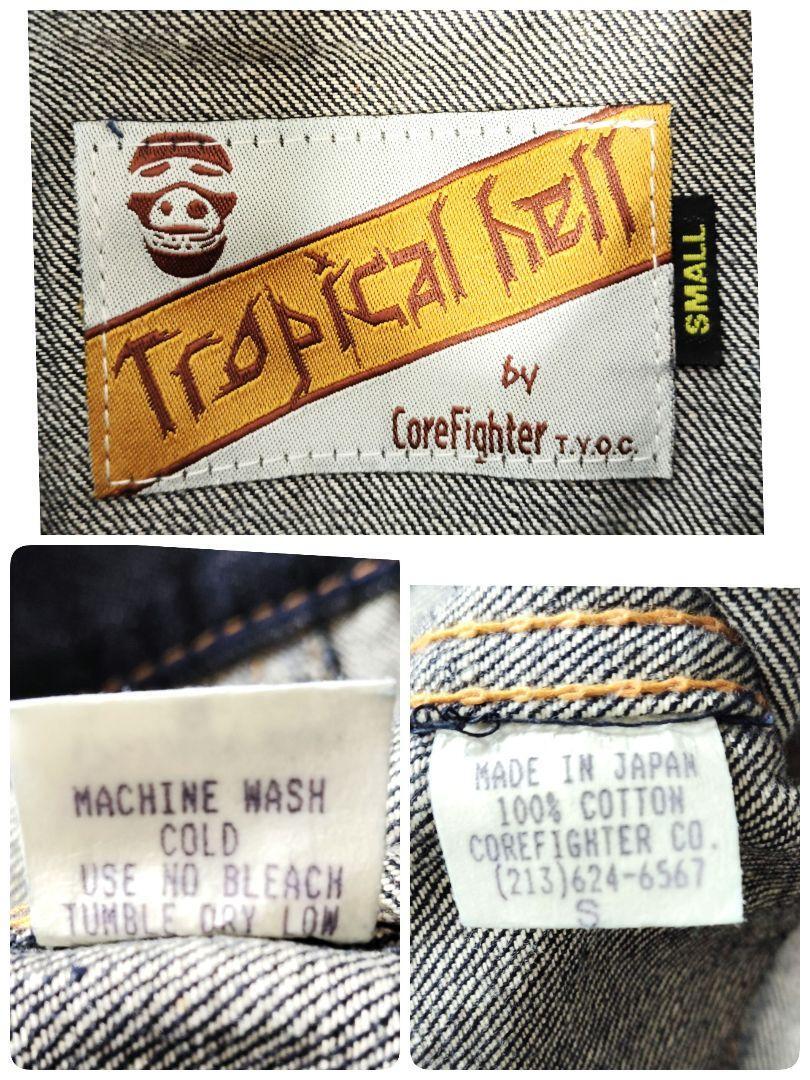 Tropical hell
by
CoreFighter T.Y.O.C.
SMALL
MACHINE WASH
COLD
USE NO BLEACH
TUMBLE DRY LOW
MADE IN JAPAN
100% COTTON
COREFIGHTER CO.
(213)624-6567
S